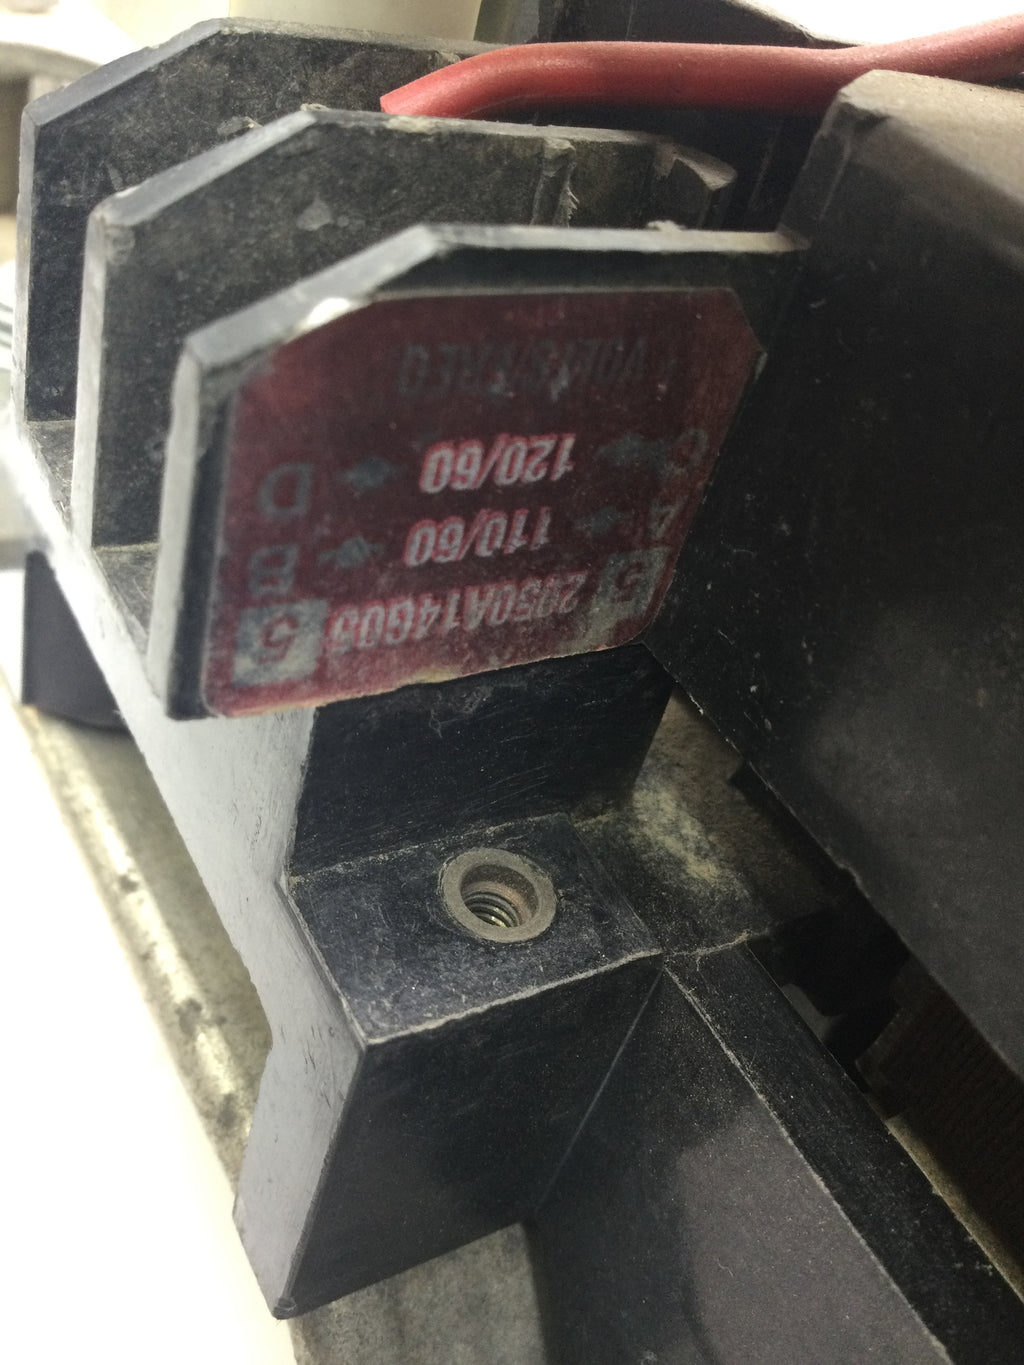 5 2050A14G05 5
A 110/60 B
C 120/60 D
VOLTS/FREQ